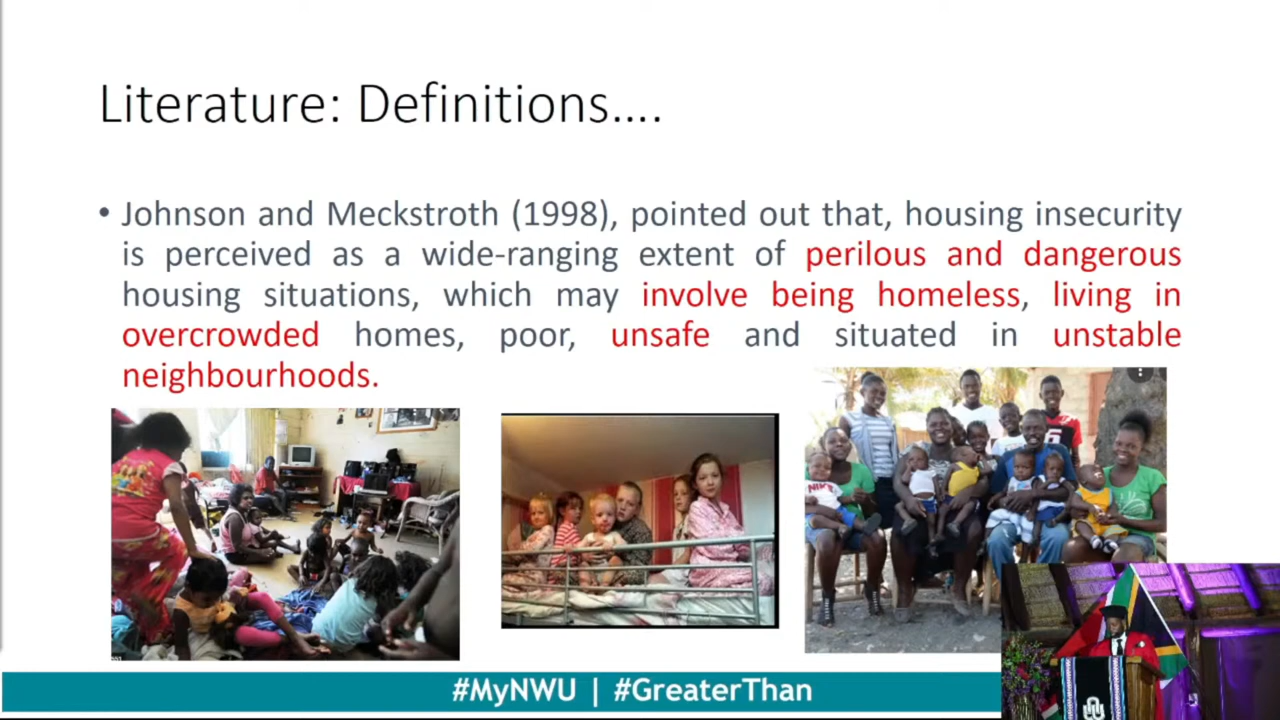 Literature: Definitions....
• Johnson and Meckstroth (1998), pointed out that, housing insecurity
is perceived as a wide-ranging extent of perilous and dangerous
housing situations, which may involve being homeless, living in
overcrowded homes, poor, unsafe and situated in unstable
neighbourhoods.
#MyNWU | #GreaterThan